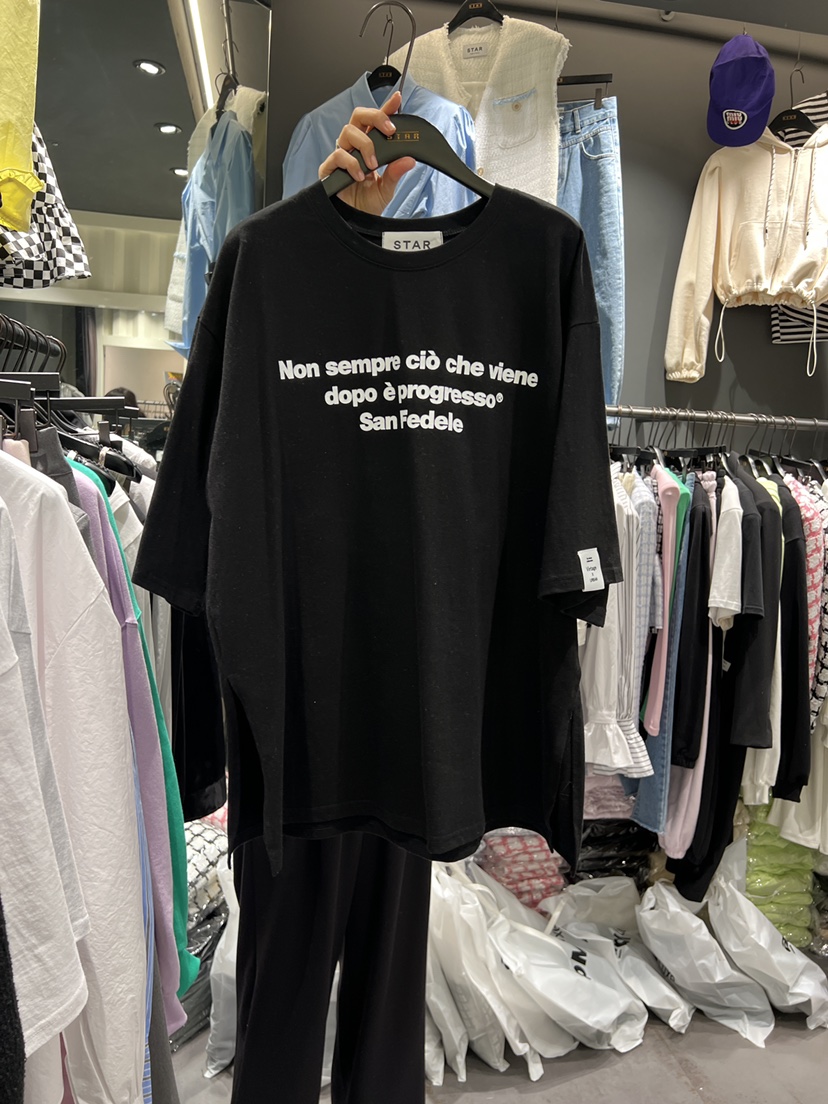 STAR
STAR
Non sempre ciò che viene
dopo è progresso®
San Fedele